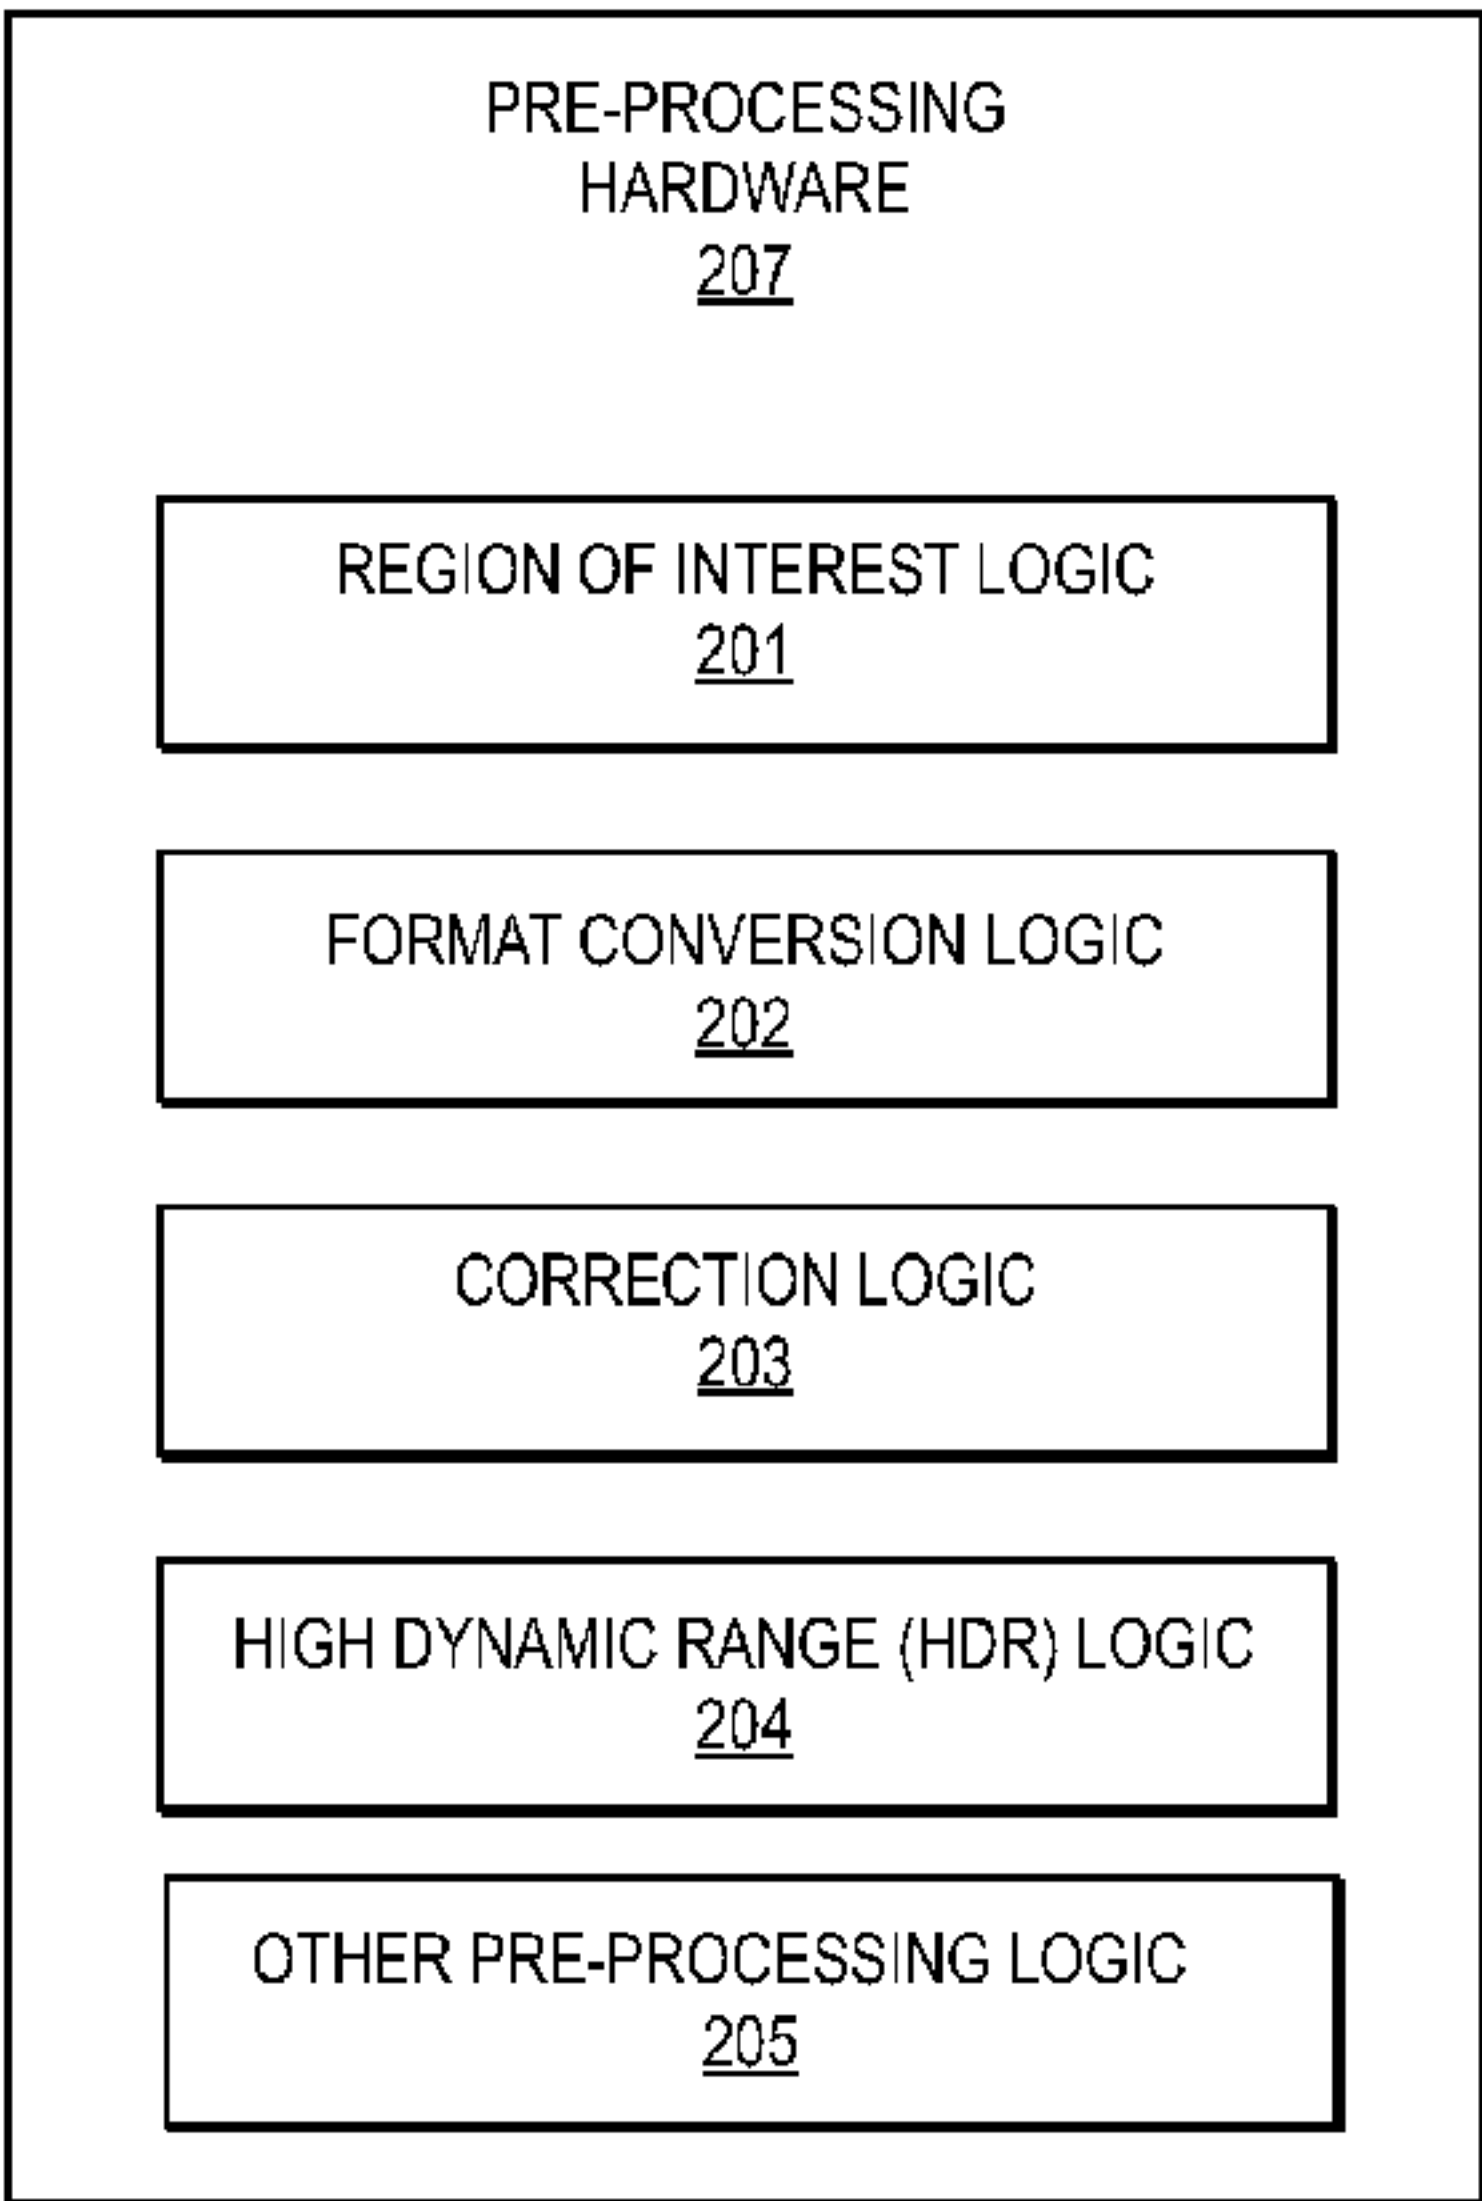 PRE-PROCESSING
HARDWARE
207
REGION OF INTEREST LOGIC
201
FORMAT CONVERSION LOGIC
202
CORRECTION LOGIC
203
HIGH DYNAMIC RANGE (HDR) LOGIC
204
OTHER PRE-PROCESSING LOGIC
205